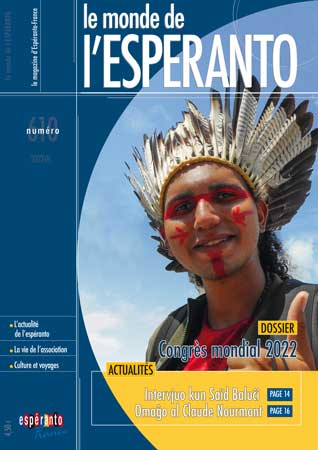 le monde de
l'ESPERANTO
le monde de l'ESPERANTO
le magazine d'Espéranto-France
610
numéro
L'actualité
de l'espéranto
La vie de l'association
Culture et voyages
DOSSIER
Congrès mondial 2022
ACTUALITÉS
Intervjuo kun Saïd Baluĉi PAGE 14
Omaĝo al Claude Nourmont PAGE 16
espéranto
france
4,50 €